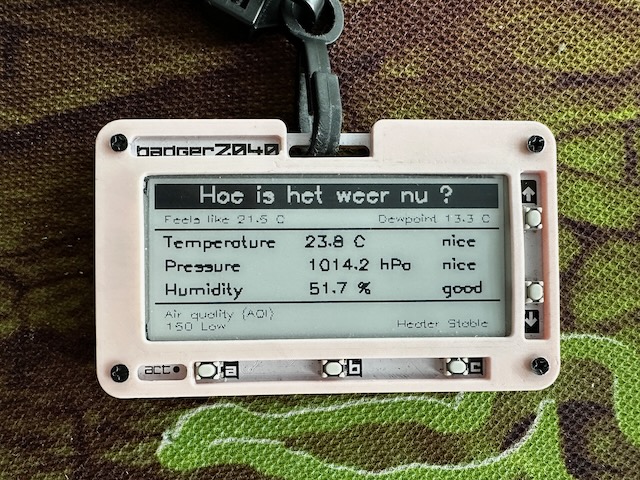 badger2040
Hoe is het weer nu ?
Feels like 21.5 C Dewpoint 13.3 C
Temperature 23.8 C nice
Pressure 1014.2 hPa nice
Humidity 51.7 % good
Air quality (AQI)
150 Low Heater Stable
act a b c